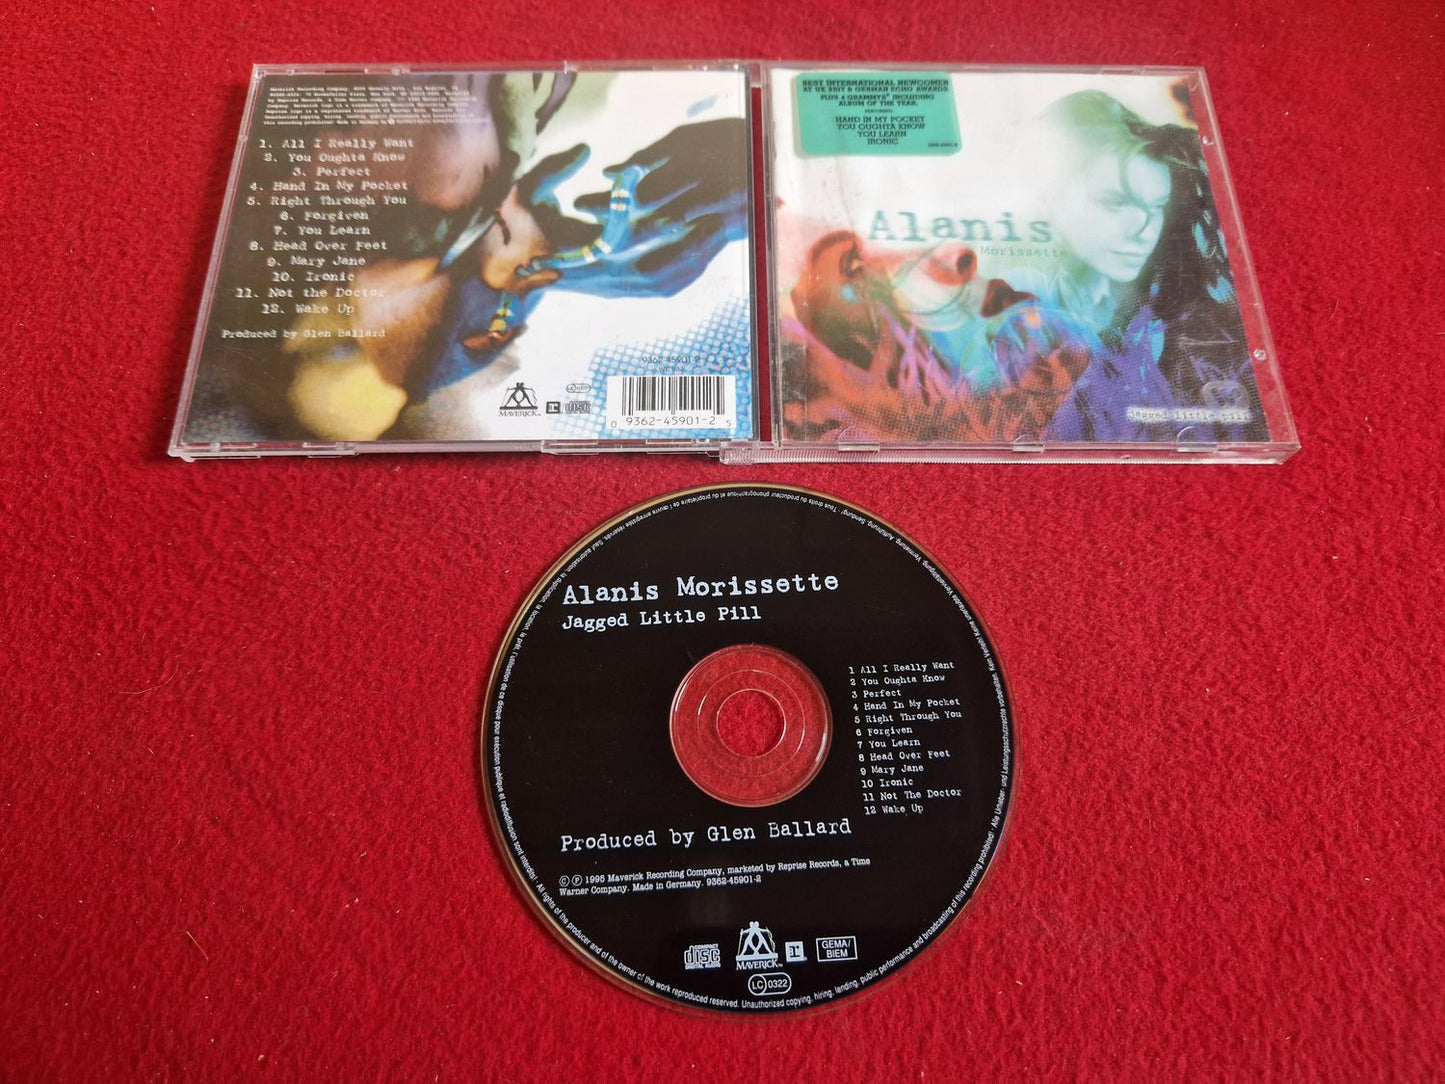 1. All I Really Want
2. You Oughta Know
3. Perfect
4. Hand In My Pocket
5. Right Through You
6. Forgiven
7. You Learn
8. Head Over Feet
9. Mary Jane
10. Ironic
11. Not the Doctor
12. Wake Up
Produced by Glen Ballard
9362-45901-2
MAVERICK
0 9362-45901-2 5
BEST INTERNATIONAL NEWCOMER
AT UK BRIT & GERMAN ECHO AWARDS.
PLUS 4 GRAMMYS® INCLUDING
ALBUM OF THE YEAR.
FEATURING
HAND IN MY POCKET
YOU OUGHTA KNOW
YOU LEARN
IRONIC
Alanis
Morissette
jagged little pill
Alanis Morissette
Jagged Little Pill
1 All I Really Want
2 You Oughta Know
3 Perfect
4 Hand In My Pocket
5 Right Through You
6 Forgiven
7 You Learn
8 Head Over Feet
9 Mary Jane
10 Ironic
11 Not The Doctor
12 Wake Up
Produced by Glen Ballard
© ℗ 1995 Maverick Recording Company, marketed by Reprise Records, a Time
Warner Company. Made in Germany. 9362-45901-2
COMPACT
disc
DIGITAL AUDIO
MAVERICK™
GEMA/
BIEM
LC 0322
All rights of the producer and of the owner of the work reproduced reserved. Unauthorized copying, hiring, lending, public performance and broadcasting of this recording prohibited!